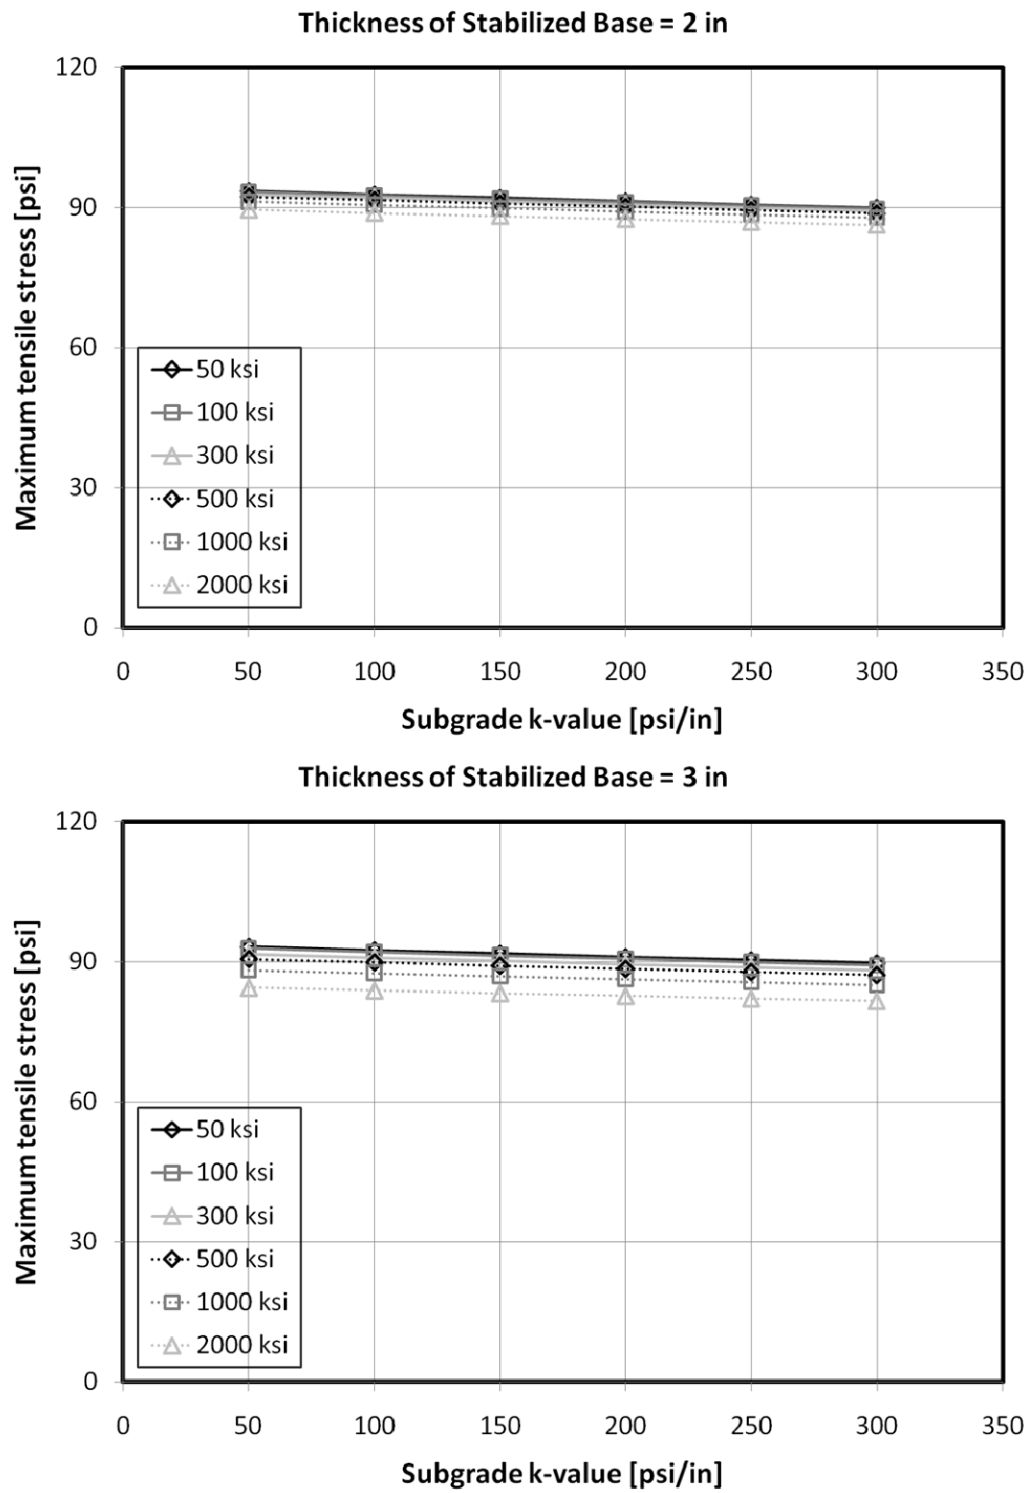 Thickness of Stabilized Base = 2 in
120
90
60
30
0
Maximum tensile stress [psi]
50 ksi
100 ksi
300 ksi
500 ksi
1000 ksi
2000 ksi
0 50 100 150 200 250 300 350
Subgrade k-value [psi/in]
Thickness of Stabilized Base = 3 in
120
90
60
30
0
Maximum tensile stress [psi]
50 ksi
100 ksi
300 ksi
500 ksi
1000 ksi
2000 ksi
0 50 100 150 200 250 300 350
Subgrade k-value [psi/in]